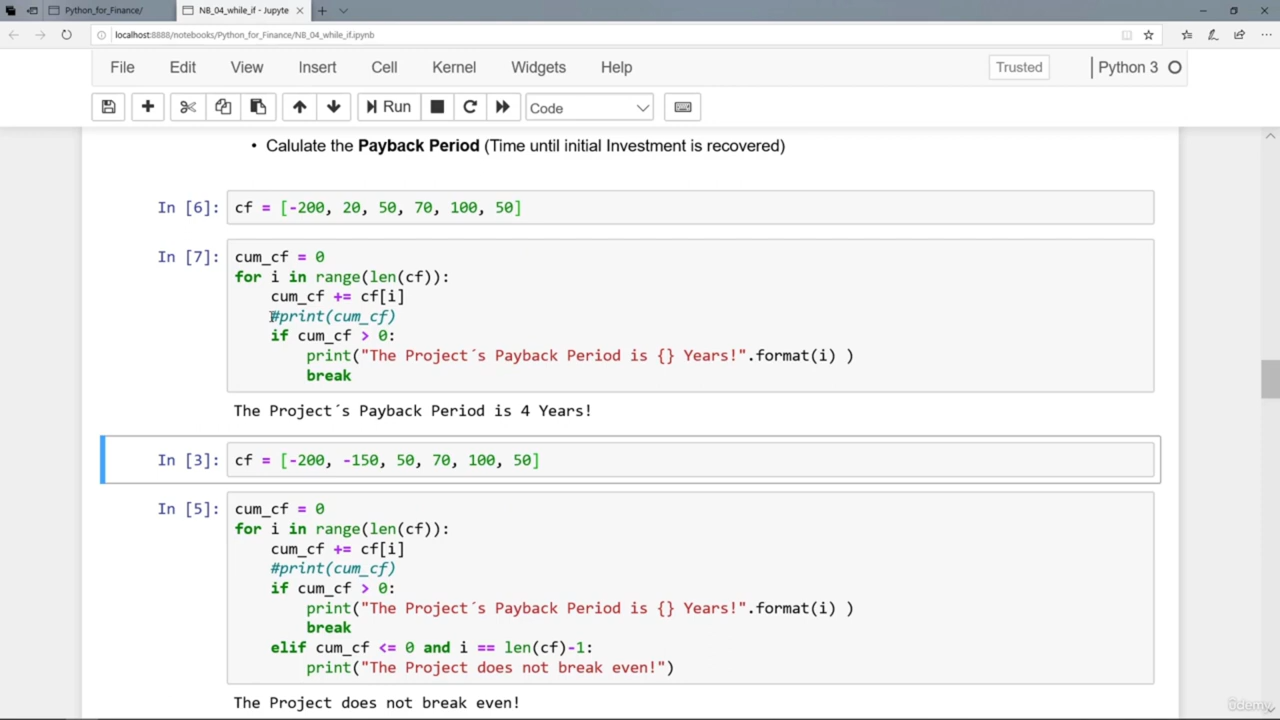 Python_for_Finance/
NB_04_while_if - Jupyte
localhost:8888/notebooks/Python_for_Finance/NB_04_while_if.ipynb
File Edit View Insert Cell Kernel Widgets Help Trusted Python 3
Run Code
• Calulate the Payback Period (Time until initial Investment is recovered)
In [6]: cf = [-200, 20, 50, 70, 100, 50]
In [7]: cum_cf = 0
for i in range(len(cf)):
    cum_cf += cf[i]
    #print(cum_cf)
    if cum_cf > 0:
        print("The Project´s Payback Period is {} Years!".format(i) )
        break
The Project´s Payback Period is 4 Years!
In [3]: cf = [-200, -150, 50, 70, 100, 50]
In [5]: cum_cf = 0
for i in range(len(cf)):
    cum_cf += cf[i]
    #print(cum_cf)
    if cum_cf > 0:
        print("The Project´s Payback Period is {} Years!".format(i) )
        break
    elif cum_cf <= 0 and i == len(cf)-1:
        print("The Project does not break even!")
The Project does not break even!
Udemy